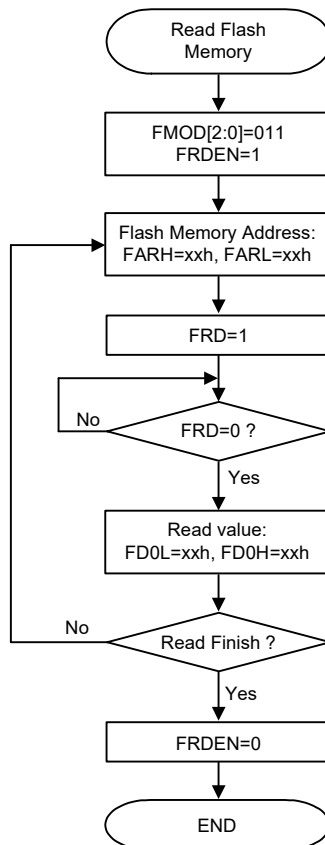 Read Flash
Memory
FMOD[2:0]=011
FRDEN=1
Flash Memory Address:
FARH=xxh, FARL=xxh
FRD=1
No
FRD=0 ?
Yes
Read value:
FD0L=xxh, FD0H=xxh
No
Read Finish ?
Yes
FRDEN=0
END